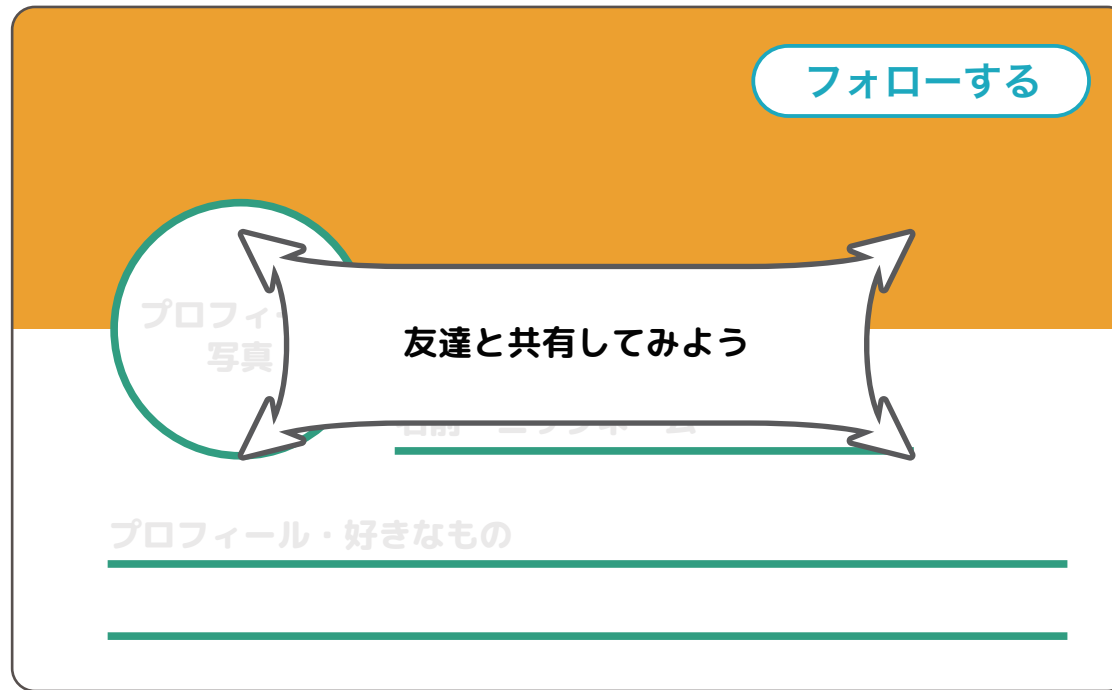 フォローする
プロフィ
写真
友達と共有してみよう
プロフィール・好きなもの